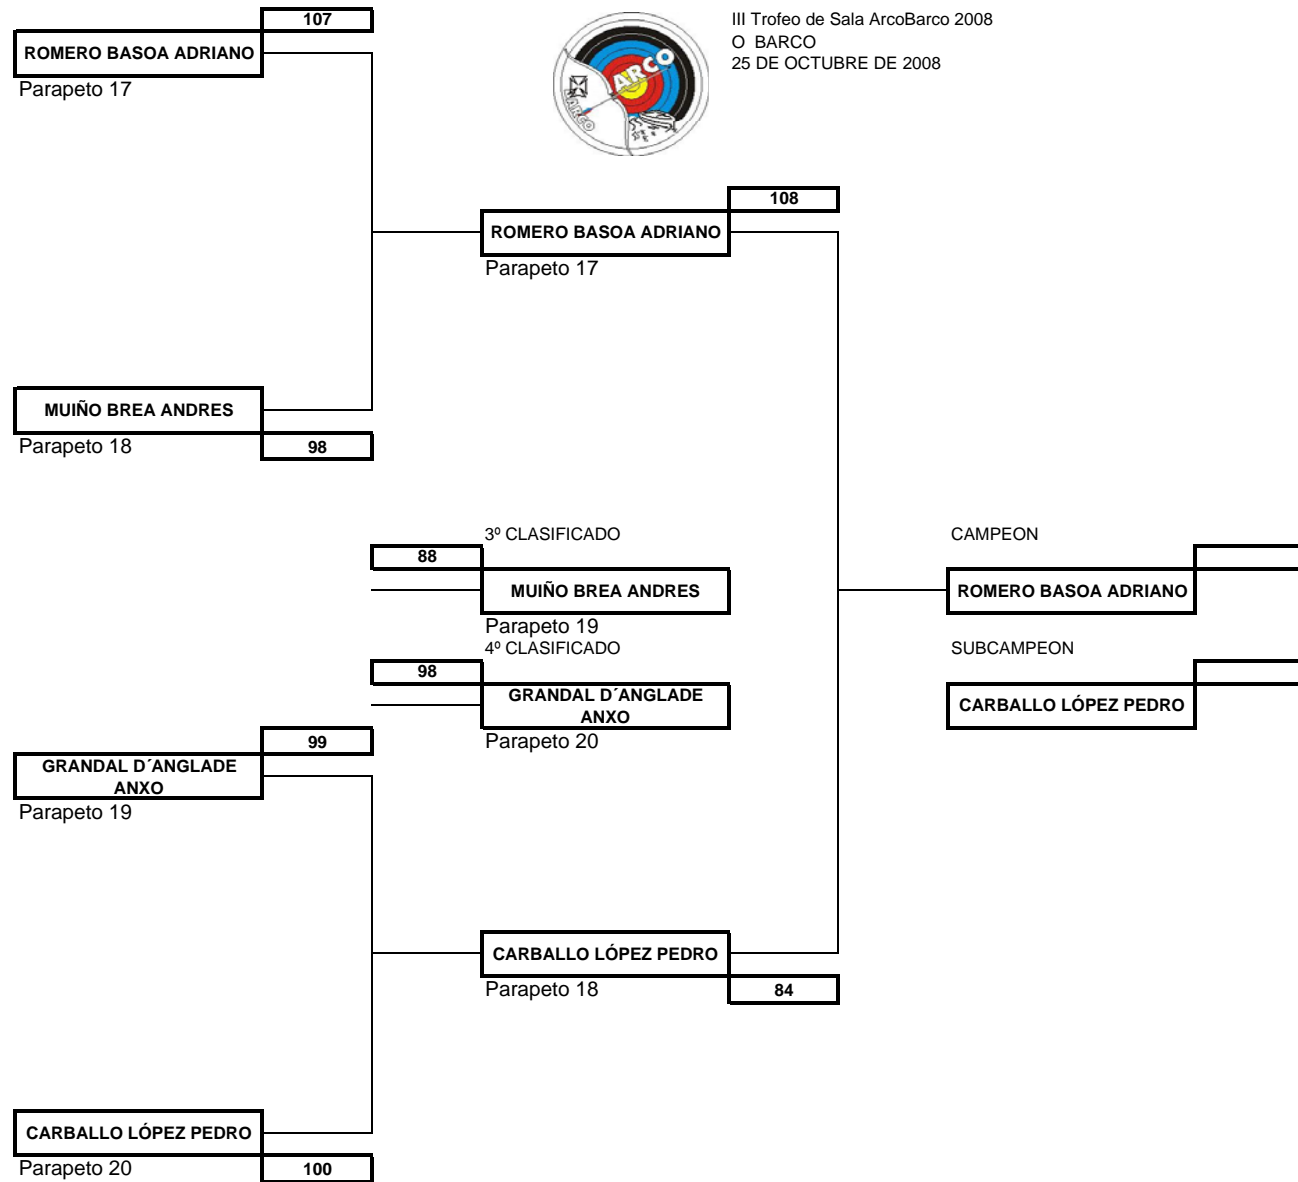 107
ROMERO BASOA ADRIANO
Parapeto 17
III Trofeo de Sala ArcoBarco 2008
O BARCO
25 DE OCTUBRE DE 2008
ARCO
BARCO
108
ROMERO BASOA ADRIANO
Parapeto 17
MUIÑO BREA ANDRES
Parapeto 18
98
3º CLASIFICADO
88
MUIÑO BREA ANDRES
Parapeto 19
4º CLASIFICADO
98
GRANDAL D´ANGLADE
ANXO
Parapeto 20
CAMPEON
ROMERO BASOA ADRIANO
SUBCAMPEON
CARBALLO LÓPEZ PEDRO
99
GRANDAL D´ANGLADE
ANXO
Parapeto 19
CARBALLO LÓPEZ PEDRO
Parapeto 18
84
CARBALLO LÓPEZ PEDRO
Parapeto 20
100